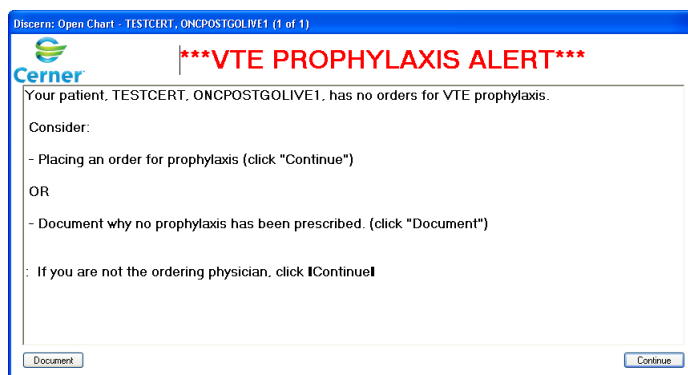 Discern: Open Chart - TESTCERT, ONCPOSTGOLIVE1 (1 of 1)
Cerner
***VTE PROPHYLAXIS ALERT***
Your patient, TESTCERT, ONCPOSTGOLIVE1, has no orders for VTE prophylaxis.
Consider:
- Placing an order for prophylaxis (click "Continue")
OR
- Document why no prophylaxis has been prescribed. (click "Document")
: If you are not the ordering physician, click ▌Continue▌
Document
Continue